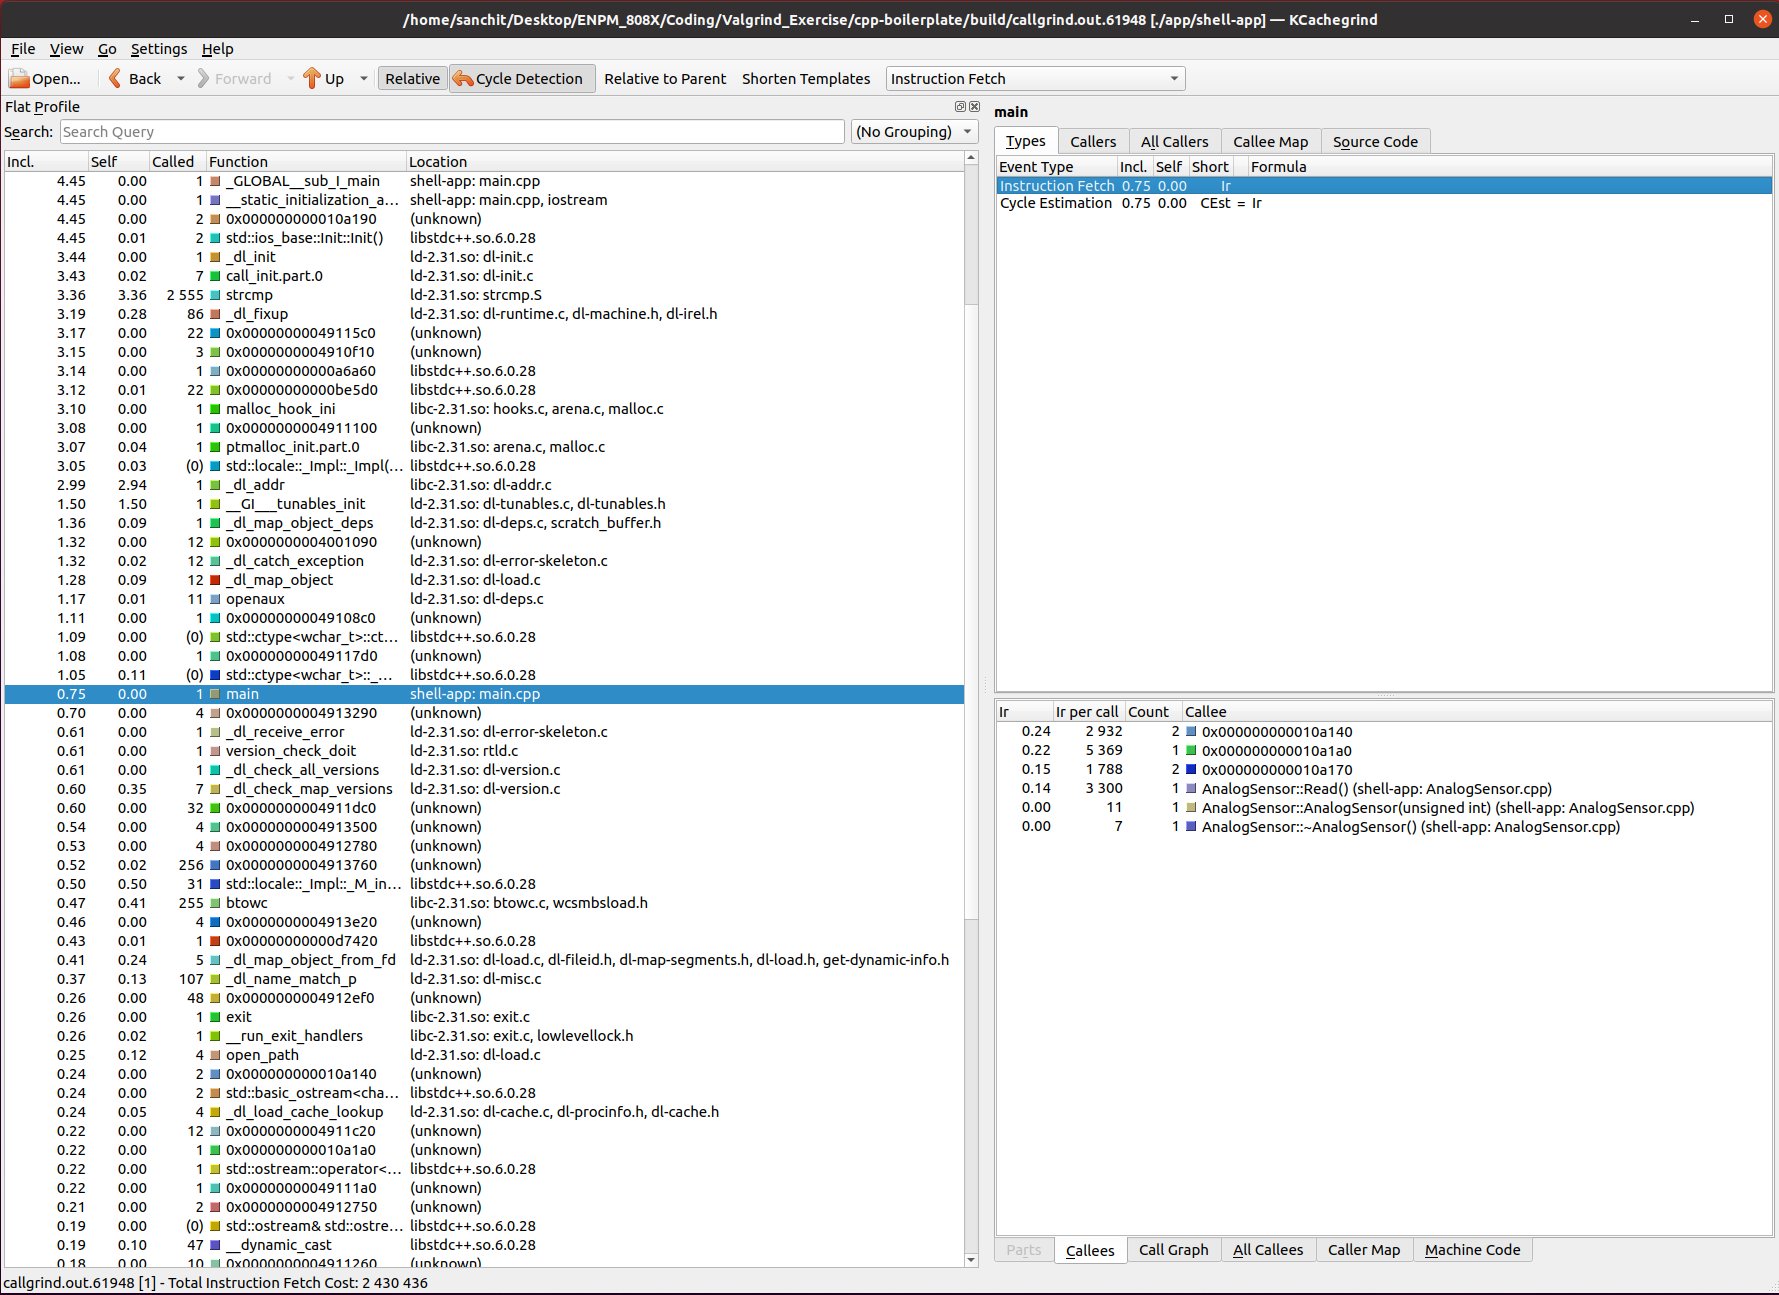 /home/sanchit/Desktop/ENPM_808X/Coding/Valgrind_Exercise/cpp-boilerplate/build/callgrind.out.61948 [./app/shell-app] — KCachegrind
File View Go Settings Help
Open... Back Forward Up Relative Cycle Detection Relative to Parent Shorten Templates Instruction Fetch
Flat Profile
Search: Search Query (No Grouping)
Incl. Self Called Function Location
4.45 0.00 1 _GLOBAL__sub_I_main shell-app: main.cpp
4.45 0.00 1 __static_initialization_a... shell-app: main.cpp, iostream
4.45 0.00 2 0x000000000010a190 (unknown)
4.45 0.01 2 std::ios_base::Init::Init() libstdc++.so.6.0.28
3.44 0.00 1 _dl_init ld-2.31.so: dl-init.c
3.43 0.02 7 call_init.part.0 ld-2.31.so: dl-init.c
3.36 3.36 2 555 strcmp ld-2.31.so: strcmp.S
3.19 0.28 86 _dl_fixup ld-2.31.so: dl-runtime.c, dl-machine.h, dl-irel.h
3.17 0.00 22 0x00000000049115c0 (unknown)
3.15 0.00 3 0x0000000004910f10 (unknown)
3.14 0.00 1 0x00000000000a6a60 libstdc++.so.6.0.28
3.12 0.01 22 0x00000000000be5d0 libstdc++.so.6.0.28
3.10 0.00 1 malloc_hook_ini libc-2.31.so: hooks.c, arena.c, malloc.c
3.08 0.00 1 0x0000000004911100 (unknown)
3.07 0.04 1 ptmalloc_init.part.0 libc-2.31.so: arena.c, malloc.c
3.05 0.03 (0) std::locale::_Impl::_Impl(... libstdc++.so.6.0.28
2.99 2.94 1 _dl_addr libc-2.31.so: dl-addr.c
1.50 1.50 1 __GI___tunables_init ld-2.31.so: dl-tunables.c, dl-tunables.h
1.36 0.09 1 _dl_map_object_deps ld-2.31.so: dl-deps.c, scratch_buffer.h
1.32 0.00 12 0x0000000004001090 (unknown)
1.32 0.02 12 _dl_catch_exception ld-2.31.so: dl-error-skeleton.c
1.28 0.09 12 _dl_map_object ld-2.31.so: dl-load.c
1.17 0.01 11 openaux ld-2.31.so: dl-deps.c
1.11 0.00 1 0x00000000049108c0 (unknown)
1.09 0.00 (0) std::ctype<wchar_t>::ct... libstdc++.so.6.0.28
1.08 0.00 1 0x00000000049117d0 (unknown)
1.05 0.11 (0) std::ctype<wchar_t>::_... libstdc++.so.6.0.28
0.75 0.00 1 main shell-app: main.cpp
0.70 0.00 4 0x0000000004913290 (unknown)
0.61 0.00 1 _dl_receive_error ld-2.31.so: dl-error-skeleton.c
0.61 0.00 1 version_check_doit ld-2.31.so: rtld.c
0.61 0.00 1 _dl_check_all_versions ld-2.31.so: dl-version.c
0.60 0.35 7 _dl_check_map_versions ld-2.31.so: dl-version.c
0.60 0.00 32 0x0000000004911dc0 (unknown)
0.54 0.00 4 0x0000000004913500 (unknown)
0.53 0.00 4 0x0000000004912780 (unknown)
0.52 0.02 256 0x0000000004913760 (unknown)
0.50 0.50 31 std::locale::_Impl::_M_in... libstdc++.so.6.0.28
0.47 0.41 255 btowc libc-2.31.so: btowc.c, wcsmbsload.h
0.46 0.00 4 0x0000000004913e20 (unknown)
0.43 0.01 1 0x00000000000d7420 libstdc++.so.6.0.28
0.41 0.24 5 _dl_map_object_from_fd ld-2.31.so: dl-load.c, dl-fileid.h, dl-map-segments.h, dl-load.h, get-dynamic-info.h
0.37 0.13 107 _dl_name_match_p ld-2.31.so: dl-misc.c
0.26 0.00 48 0x0000000004912ef0 (unknown)
0.26 0.00 1 exit libc-2.31.so: exit.c
0.26 0.02 1 __run_exit_handlers libc-2.31.so: exit.c, lowlevellock.h
0.25 0.12 4 open_path ld-2.31.so: dl-load.c
0.24 0.00 2 0x000000000010a140 (unknown)
0.24 0.00 2 std::basic_ostream<cha... libstdc++.so.6.0.28
0.24 0.05 4 _dl_load_cache_lookup ld-2.31.so: dl-cache.c, dl-procinfo.h, dl-cache.h
0.22 0.00 12 0x0000000004911c20 (unknown)
0.22 0.00 1 0x000000000010a1a0 (unknown)
0.22 0.00 1 std::ostream::operator<... libstdc++.so.6.0.28
0.22 0.00 1 0x00000000049111a0 (unknown)
0.21 0.00 2 0x0000000004912750 (unknown)
0.19 0.00 (0) std::ostream& std::ostre... libstdc++.so.6.0.28
0.19 0.10 47 __dynamic_cast libstdc++.so.6.0.28
0.18 0.00 10 0x0000000004911260 (unknown)
callgrind.out.61948 [1] - Total Instruction Fetch Cost: 2 430 436
main
Types Callers All Callers Callee Map Source Code
Event Type Incl. Self Short Formula
Instruction Fetch 0.75 0.00 Ir
Cycle Estimation 0.75 0.00 CEst = Ir
Ir Ir per call Count Callee
0.24 2 932 2 0x000000000010a140
0.22 5 369 1 0x000000000010a1a0
0.15 1 788 2 0x000000000010a170
0.14 3 300 1 AnalogSensor::Read() (shell-app: AnalogSensor.cpp)
0.00 11 1 AnalogSensor::AnalogSensor(unsigned int) (shell-app: AnalogSensor.cpp)
0.00 7 1 AnalogSensor::~AnalogSensor() (shell-app: AnalogSensor.cpp)
Parts Callees Call Graph All Callees Caller Map Machine Code